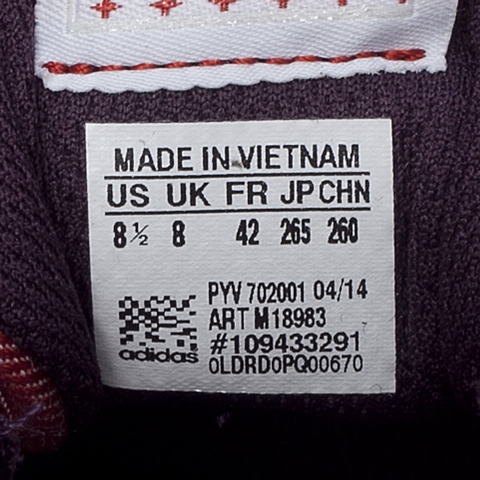 MADE IN VIETNAM
US UK FR JP CHN
8½ 8 42 265 260
PYV 702001 04/14
ART M18983
#109433291
adidas
0LDRD0PQ00670